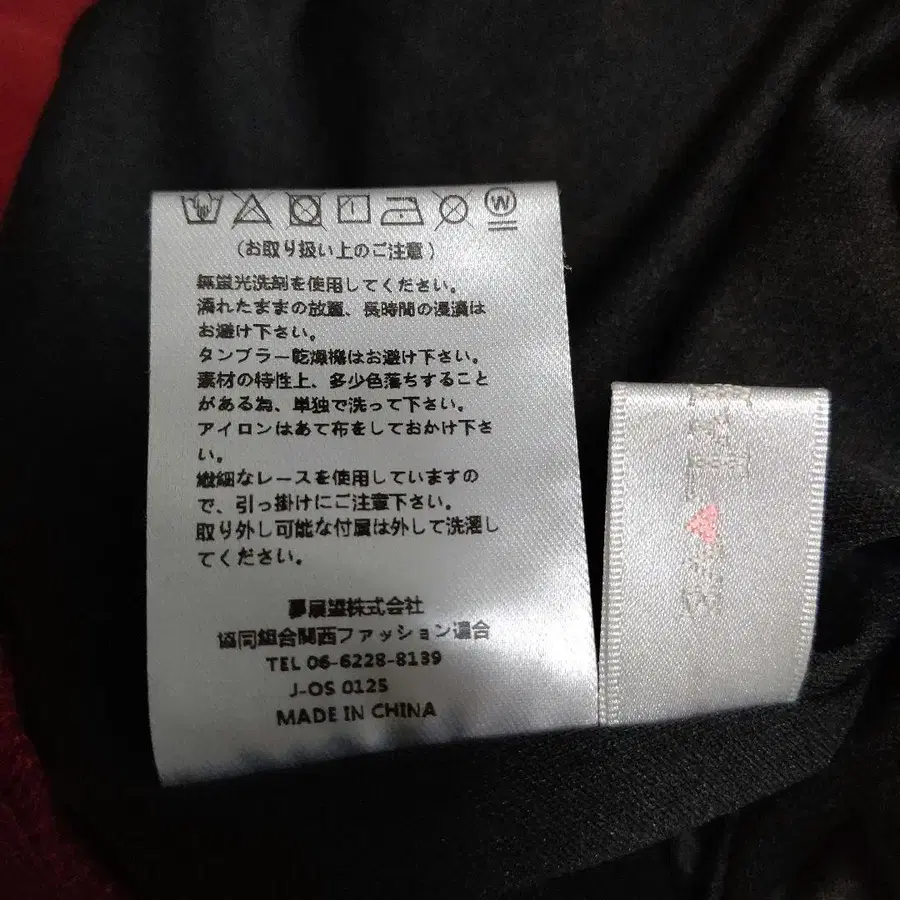 W
(お取り扱い上のご注意)
無蛍光洗剤を使用してください。
濡れたままの放置、長時間の浸漬は
お避け下さい。
タンブラー乾燥機はお避け下さい。
素材の特性上、多少色落ちすること
がある為、単独で洗って下さい。
アイロンはあて布をしておかけ下さ
い。
繊細なレースを使用していますの
で、引っ掛けにご注意下さい。
取り外し可能な付属は外して洗濯し
てください。
夢展望株式会社
協同組合関西ファッション連合
TEL 06-6228-8139
J-OS 0125
MADE IN CHINA